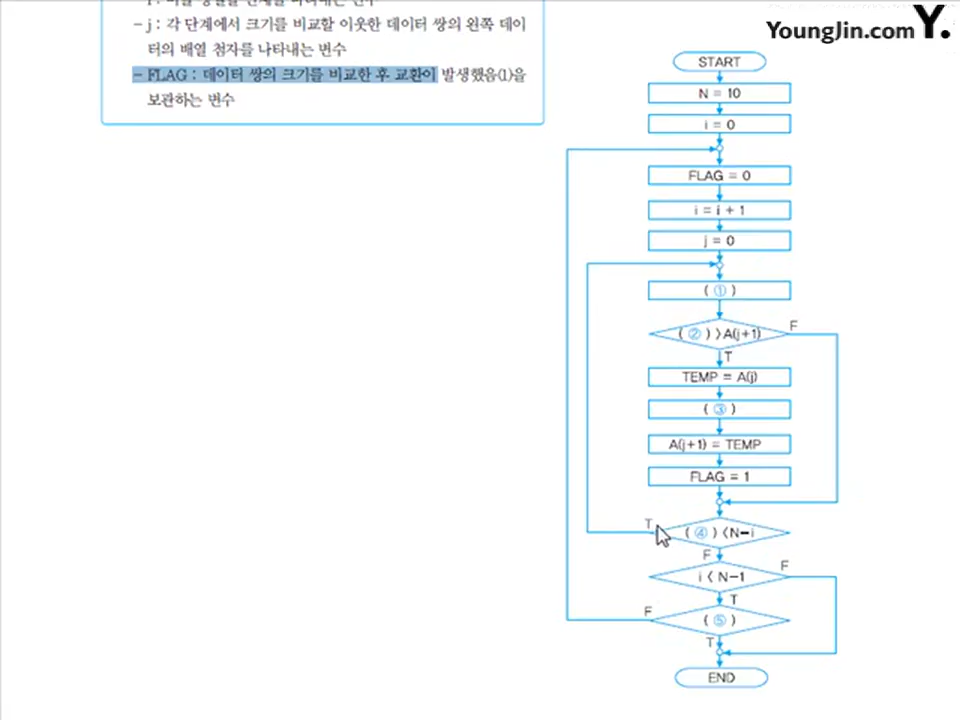 YoungJin.com Y.
- j : 각 단계에서 크기를 비교할 이웃한 데이터 쌍의 왼쪽 데이
터의 배열 첨자를 나타내는 변수
- FLAG : 데이터 쌍의 크기를 비교한 후 교환이 발생했음(1)을
보관하는 변수
START
N = 10
i = 0
FLAG = 0
i = i + 1
j = 0
( ① )
( ② ) > A(j+1)
F
T
TEMP = A(j)
( ③ )
A(j+1) = TEMP
FLAG = 1
T
( ④ ) < N-i
F
i < N-1
F
T
F
( ⑤ )
T
END